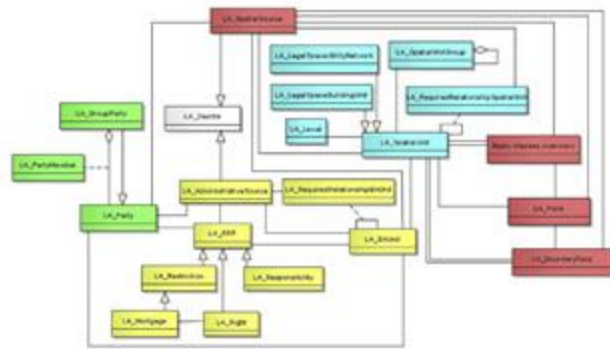 LA_SpatialSource
LA_LegalSpaceUtilityNetwork
LA_SpatialUnitGroup
LA_LegalSpaceBuildingUnit
LA_RequiredRelationshipSpatialUnit
LA_GroupParty
LA_Source
LA_Level
LA_SpatialUnit
LA_PartyMember
LA_AdministrativeSource
LA_RequiredRelationshipBAUnit
LA_Party
LA_Point
LA_RRR
LA_BAUnit
LA_BoundaryFace
LA_Restriction
LA_Responsibility
LA_Mortgage
LA_Right